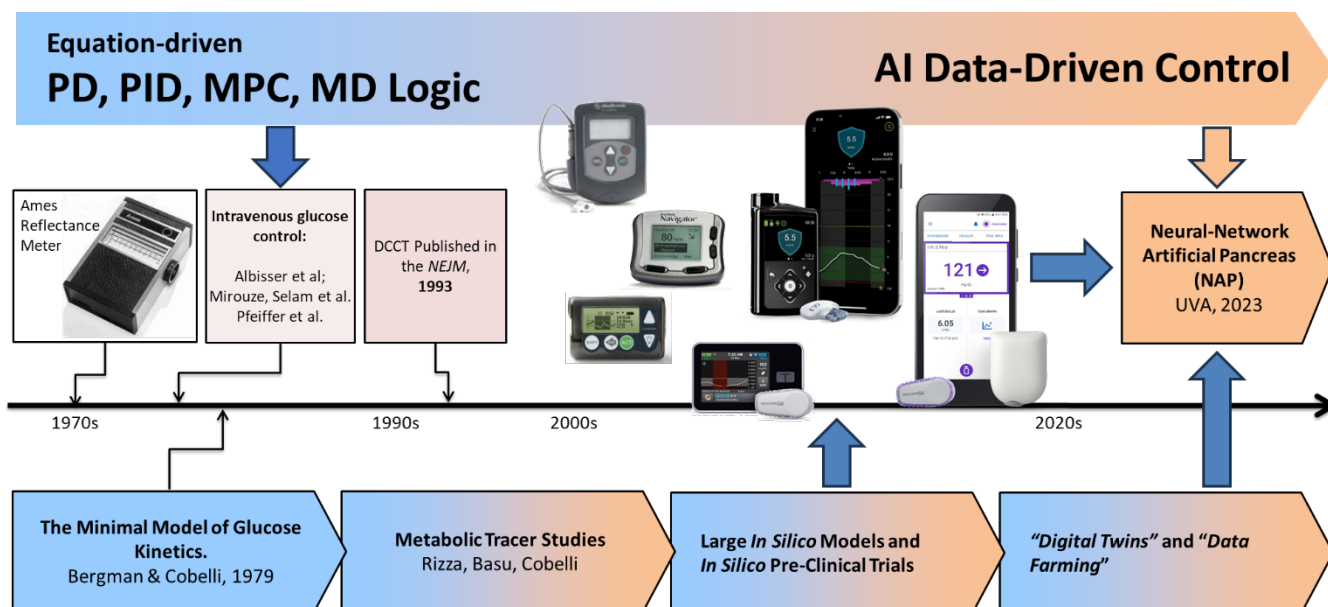 Equation-driven
PD, PID, MPC, MD Logic
AI Data-Driven Control
Ames
Reflectance
Meter
Intravenous glucose
control:
Albisser et al;
Mirouze, Selam et al.
Pfeiffer et al.
DCCT Published in
the NEJM,
1993
Navigator
80
5.5
5.5
121
6.05
Neural-Network
Artificial Pancreas
(NAP)
UVA, 2023
1970s
1990s
2000s
2020s
The Minimal Model of Glucose
Kinetics.
Bergman & Cobelli, 1979
Metabolic Tracer Studies
Rizza, Basu, Cobelli
Large In Silico Models and
In Silico Pre-Clinical Trials
“Digital Twins” and “Data
Farming”